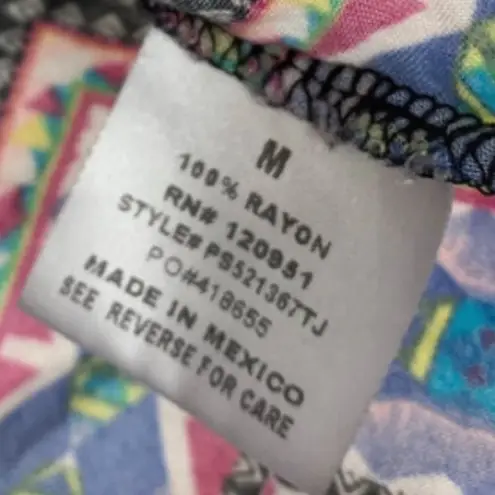 M
100% RAYON
RN# 120951
STYLE# PS521367TJ
PO#418655
MADE IN MEXICO
SEE REVERSE FOR CARE